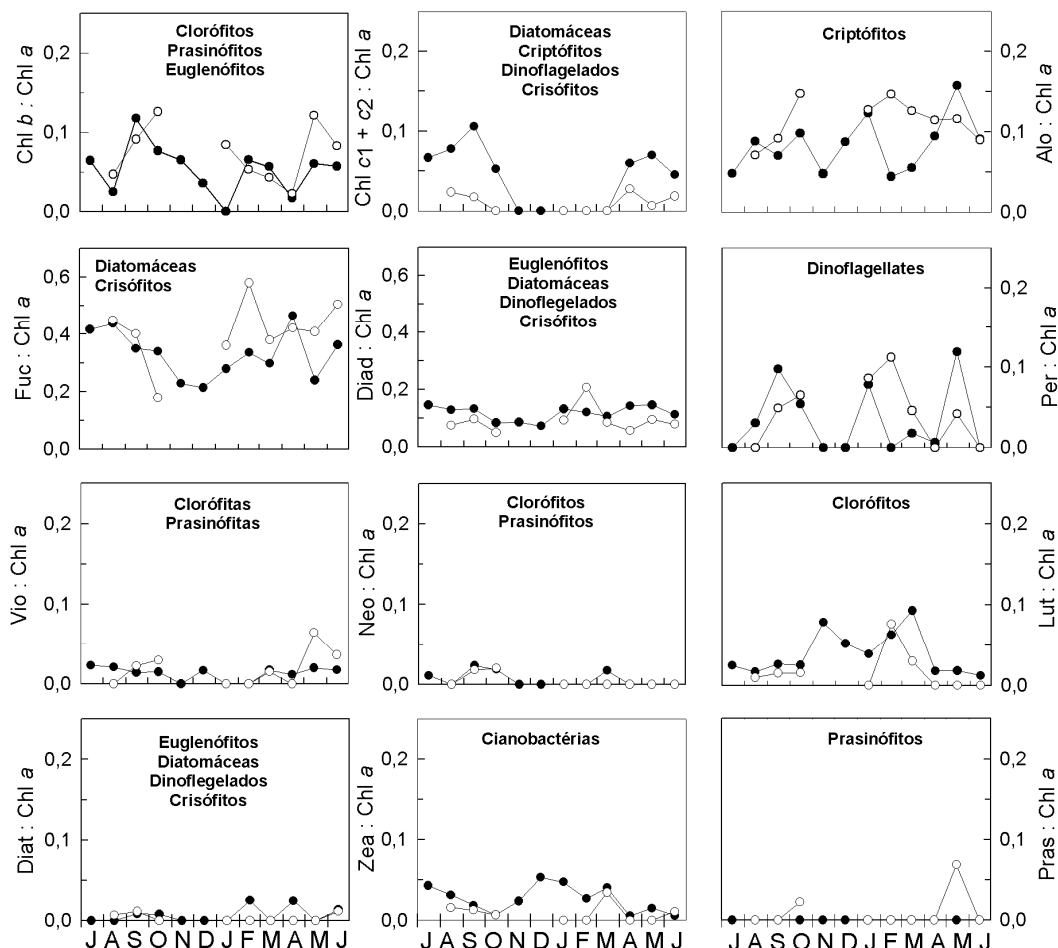 Chl b : Chl a
0,2
0,1
0,0
Clorófitos
Prasinófitos
Euglenófitos
Chl c1 + c2 : Chl a
0,2
0,1
0,0
Diatomáceas
Criptófitos
Dinoflagelados
Crisófitos
Criptófitos
0,2
0,1
0,0
Alo : Chl a
Fuc : Chl a
0,6
0,4
0,2
0,0
Diatomáceas
Crisófitos
Diad : Chl a
0,6
0,4
0,2
0,0
Euglenófitos
Diatomáceas
Dinoflegelados
Crisófitos
Dinoflagellates
0,2
0,1
0,0
Per : Chl a
Vio : Chl a
0,2
0,1
0,0
Clorófitas
Prasinófitas
Neo : Chl a
0,2
0,1
0,0
Clorófitos
Prasinófitos
Clorófitos
0,2
0,1
0,0
Lut : Chl a
Diat : Chl a
0,2
0,1
0,0
Euglenófitos
Diatomáceas
Dinoflegelados
Crisófitos
J A S O N D J F M A M J
Zea : Chl a
0,2
0,1
0,0
Cianobactérias
J A S O N D J F M A M J
Prasinófitos
0,2
0,1
0,0
Pras : Chl a
J A S O N D J F M A M J